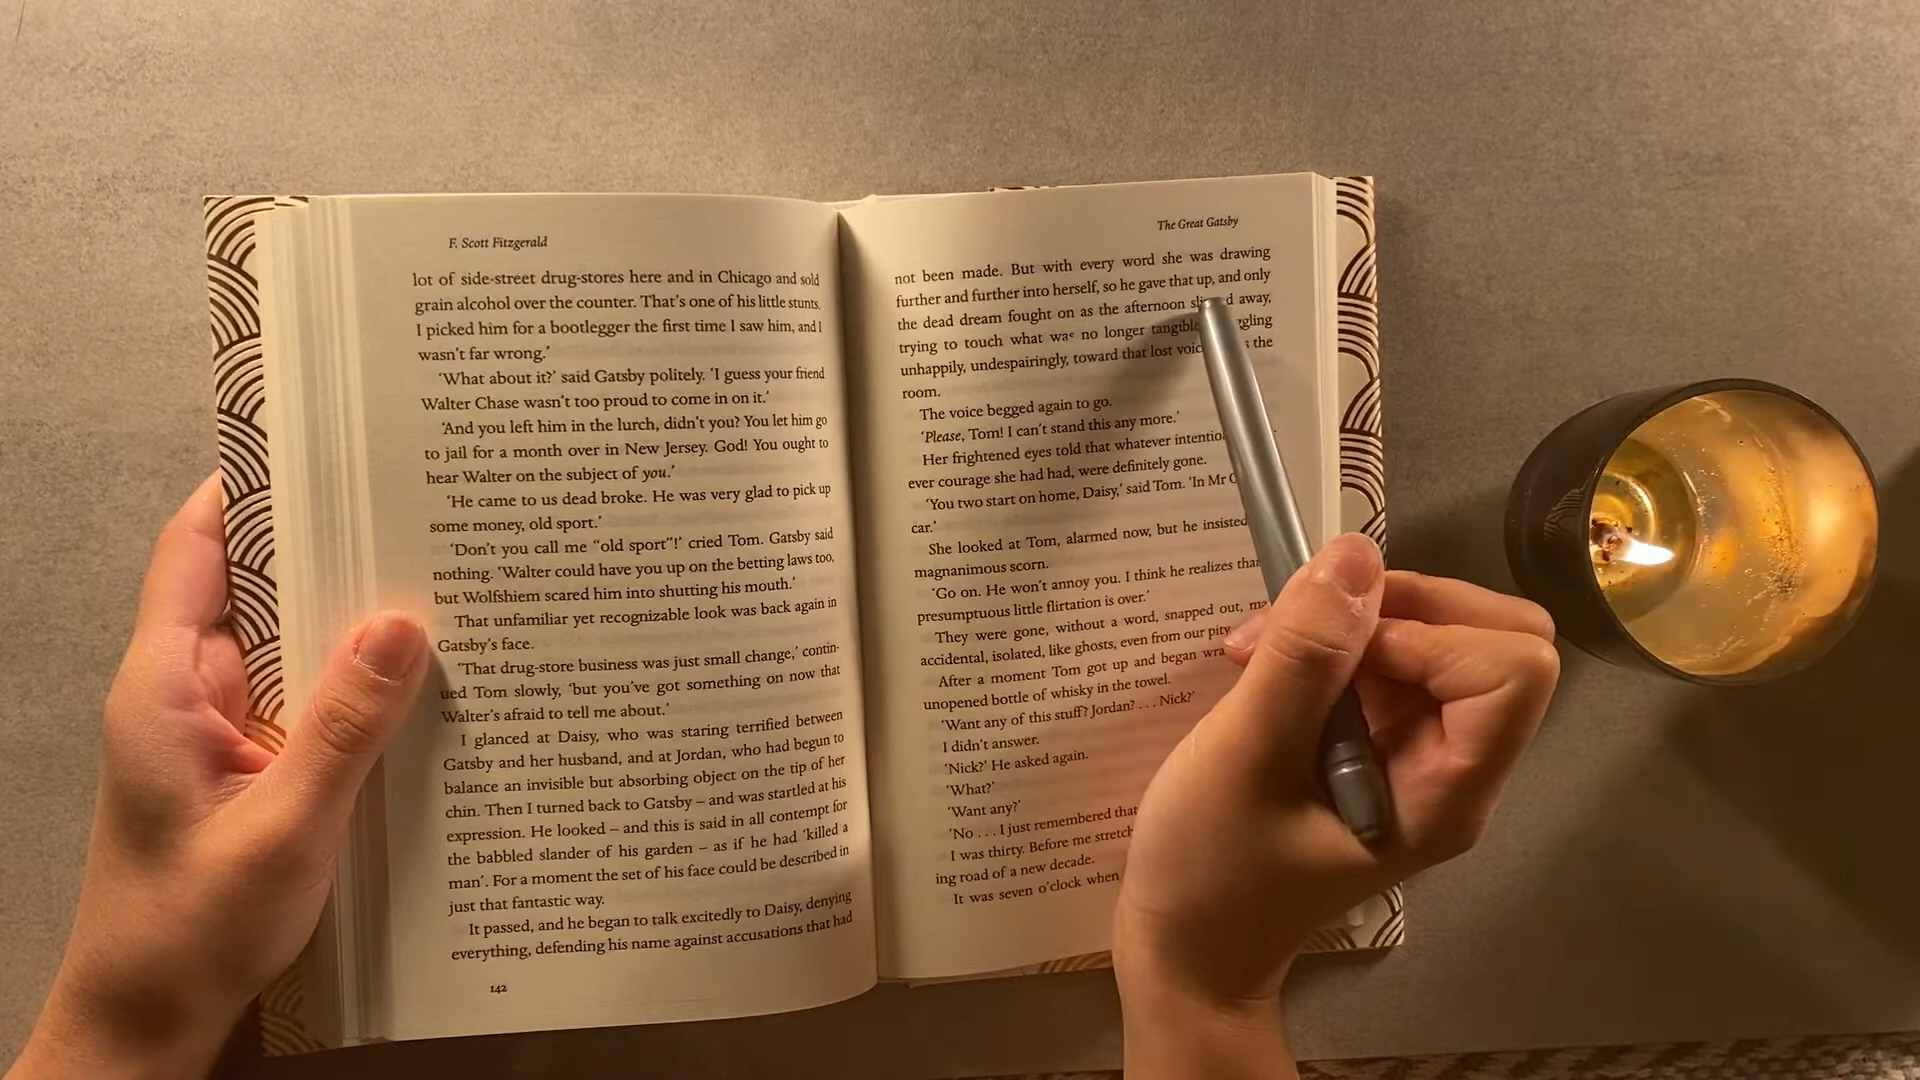 F. Scott Fitzgerald
lot of side-street drug-stores here and in Chicago and sold
grain alcohol over the counter. That's one of his little stunts.
I picked him for a bootlegger the first time I saw him, and I
wasn't far wrong.'
'What about it?' said Gatsby politely. 'I guess your friend
Walter Chase wasn't too proud to come in on it.'
'And you left him in the lurch, didn't you? You let him go
to jail for a month over in New Jersey. God! You ought to
hear Walter on the subject of you.'
'He came to us dead broke. He was very glad to pick up
some money, old sport.'
'Don't you call me “old sport”!' cried Tom. Gatsby said
nothing. 'Walter could have you up on the betting laws too,
but Wolfshiem scared him into shutting his mouth.'
That unfamiliar yet recognizable look was back again in
Gatsby's face.
'That drug-store business was just small change,' contin-
ued Tom slowly, 'but you've got something on now that
Walter's afraid to tell me about.'
I glanced at Daisy, who was staring terrified between
Gatsby and her husband, and at Jordan, who had begun to
balance an invisible but absorbing object on the tip of her
chin. Then I turned back to Gatsby – and was startled at his
expression. He looked – and this is said in all contempt for
the babbled slander of his garden – as if he had 'killed a
man'. For a moment the set of his face could be described in
just that fantastic way.
It passed, and he began to talk excitedly to Daisy, denying
everything, defending his name against accusations that had
142
The Great Gatsby
not been made. But with every word she was drawing
further and further into herself, so he gave that up, and only
the dead dream fought on as the afternoon away,
trying to touch what was no longer tangible
unhappily, undespairingly, toward that lost the
room.
The voice begged again to go.
'Please, Tom! I can't stand this any more.'
Her frightened eyes told that whatever
ever courage she had had, were definitely gone.
'You two start on home, Daisy,' said Tom. 'In Mr
car.'
She looked at Tom, alarmed now, but he insisted
magnanimous scorn.
'Go on. He won't annoy you. I think he realizes that
presumptuous little flirtation is over.'
They were gone, without a word, snapped out,
accidental, isolated, like ghosts, even from our
After a moment Tom got up and began
unopened bottle of whisky in the towel.
'Want any of this stuff? Jordan? . . . Nick?'
I didn't answer.
'Nick?' He asked again.
'What?'
'Want any?'
'No . . . I just remembered that
I was thirty. Before me
ing road of a new decade.
It was seven o'clock when